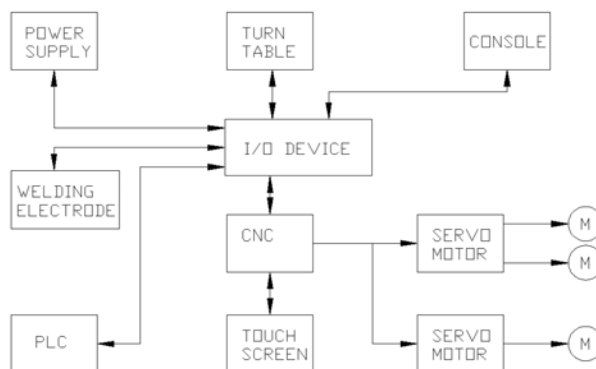 POWER
SUPPLY
TURN
TABLE
CONSOLE
I/O DEVICE
WELDING
ELECTRODE
CNC
SERVO
MOTOR
M
M
PLC
TOUCH
SCREEN
SERVO
MOTOR
M